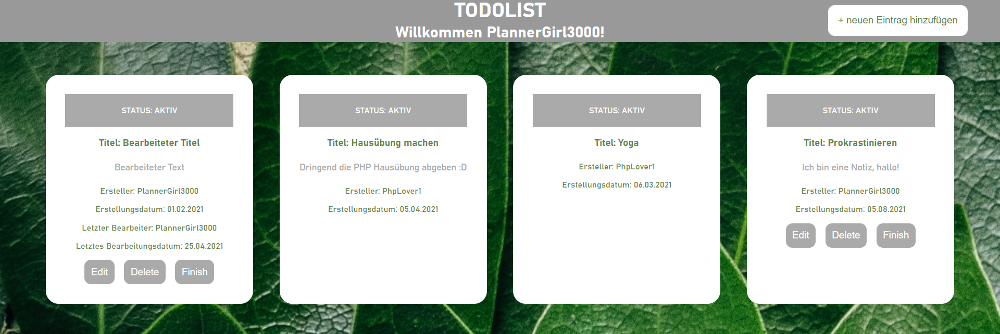 TODOLIST
Willkommen PlannerGirl3000!
+ neuen Eintrag hinzufügen
STATUS: AKTIV
Titel: Bearbeiteter Titel
Bearbeiteter Text
Ersteller: PlannerGirl3000
Erstellungsdatum: 01.02.2021
Letzter Bearbeiter: PlannerGirl3000
Letztes Bearbeitungsdatum: 25.04.2021
Edit
Delete
Finish
STATUS: AKTIV
Titel: Hausübung machen
Dringend die PHP Hausübung abgeben :D
Ersteller: PhpLover1
Erstellungsdatum: 05.04.2021
STATUS: AKTIV
Titel: Yoga
Ersteller: PhpLover1
Erstellungsdatum: 06.03.2021
STATUS: AKTIV
Titel: Prokrastinieren
Ich bin eine Notiz, hallo!
Ersteller: PlannerGirl3000
Erstellungsdatum: 05.08.2021
Edit
Delete
Finish